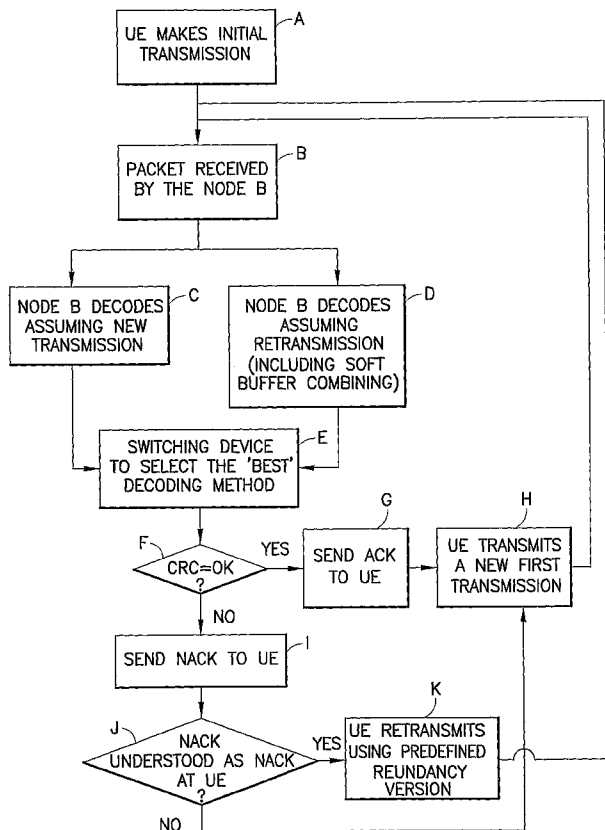 A
UE MAKES INITIAL
TRANSMISSION
B
PACKET RECEIVED
BY THE NODE B
C
NODE B DECODES
ASSUMING NEW
TRANSMISSION
D
NODE B DECODES
ASSUMING
RETRANSMISSION
(INCLUDING SOFT
BUFFER COMBINING)
E
SWITCHING DEVICE
TO SELECT THE 'BEST'
DECODING METHOD
F
CRC=OK
?
YES
NO
G
SEND ACK
TO UE
H
UE TRANSMITS
A NEW FIRST
TRANSMISSION
I
SEND NACK TO UE
J
NACK
UNDERSTOOD AS NACK
AT UE
?
YES
NO
K
UE RETRANSMITS
USING PREDEFINED
REUNDANCY
VERSION